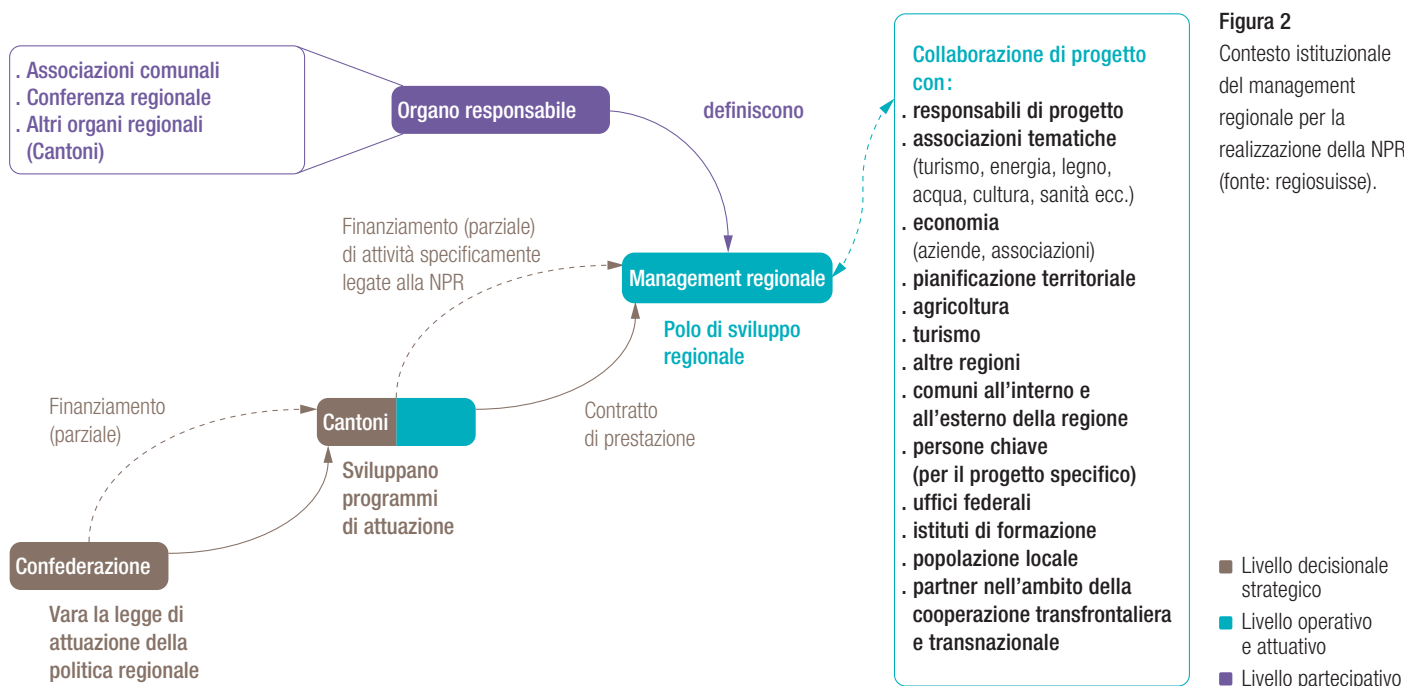 . Associazioni comunali
. Conferenza regionale
. Altri organi regionali
(Cantoni)
Organo responsabile
definiscono
Finanziamento (parziale)
di attività specificamente
legate alla NPR
Management regionale
Polo di sviluppo
regionale
Finanziamento
(parziale)
Cantoni
Contratto
di prestazione
Sviluppano
programmi
di attuazione
Confederazione
Vara la legge di
attuazione della
politica regionale
Collaborazione di progetto
con:
. responsabili di progetto
. associazioni tematiche
(turismo, energia, legno,
acqua, cultura, sanità ecc.)
. economia
(aziende, associazioni)
. pianificazione territoriale
. agricoltura
. turismo
. altre regioni
. comuni all’interno e
all’esterno della regione
. persone chiave
(per il progetto specifico)
. uffici federali
. istituti di formazione
. popolazione locale
. partner nell’ambito della
cooperazione transfrontaliera
e transnazionale
Figura 2
Contesto istituzionale
del management
regionale per la
realizzazione della NPR
(fonte: regiosuisse).
Livello decisionale
strategico
Livello operativo
e attuativo
Livello partecipativo